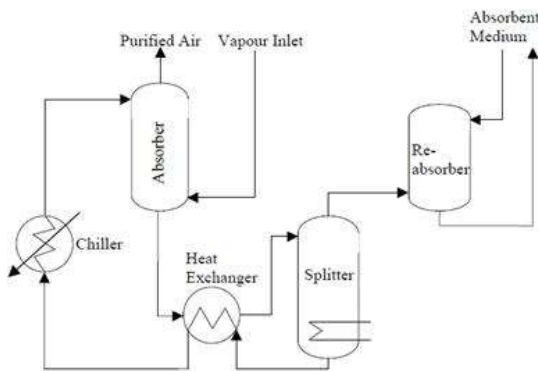 Purified Air
Vapour Inlet
Absorbent
Medium
Absorber
Re-
absorber
Chiller
Heat
Exchanger
Splitter